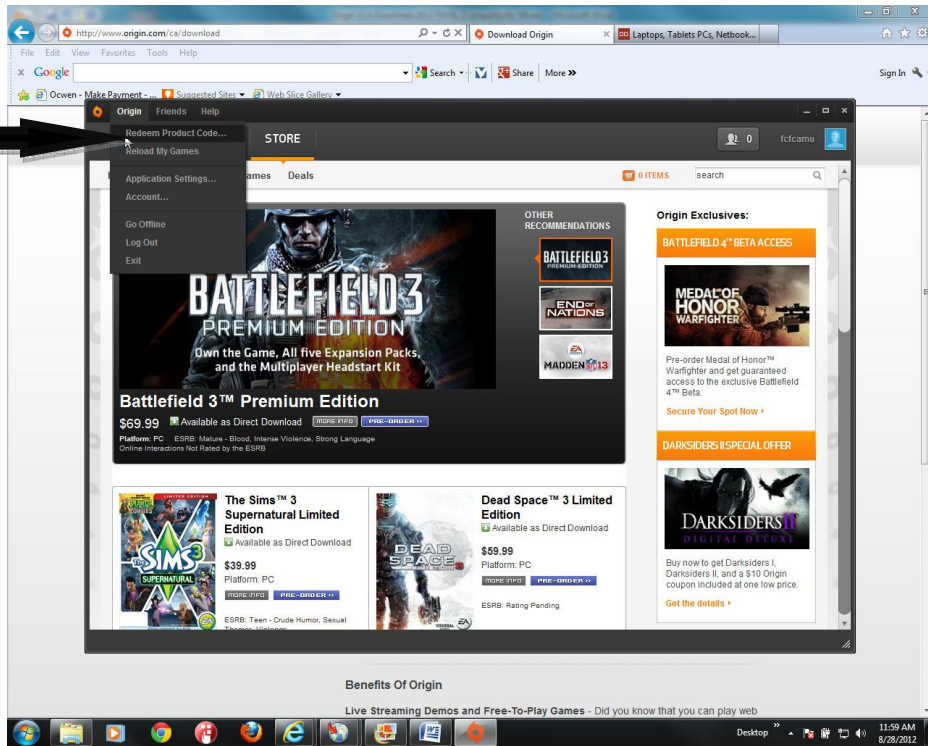 http://www.origin.com/ca/download
Download Origin
Laptops, Tablets PCs, Netbook...
File Edit View Favorites Tools Help
x Google
Search
Share
More »
Sign In
Ocwen - Make Payment - ...
Suggested Sites
Web Slice Gallery
Origin Friends Help
Redeem Product Code...
Reload My Games
Application Settings...
Account...
Go Offline
Log Out
Exit
STORE
0
fcfcamu
ames
Deals
0 ITEMS
search
BATTLEFIELD 3
PREMIUM EDITION
Own the Game, All five Expansion Packs,
and the Multiplayer Headstart Kit
Battlefield 3™ Premium Edition
$69.99 Available as Direct Download MORE INFO PRE-ORDER »
Platform: PC ESRB: Mature - Blood, Intense Violence, Strong Language
Online Interactions Not Rated by the ESRB
OTHER
RECOMMENDATIONS
BATTLEFIELD 3
PREMIUM EDITION
END OF
NATIONS
EA
MADDEN NFL 13
Origin Exclusives:
BATTLEFIELD 4™ BETA ACCESS
MEDAL OF
HONOR
WARFIGHTER
Pre-order Medal of Honor™
Warfighter and get guaranteed
access to the exclusive Battlefield
4™ Beta.
Secure Your Spot Now
DARKSIDERS II SPECIAL OFFER
DARKSIDERS II
DIGITAL DELUXE
Buy now to get Darksiders I,
Darksiders II, and a $10 Origin
coupon included at one low price.
Get the details
LIMITED EDITION
THE SIMS 3
SUPERNATURAL
The Sims™ 3
Supernatural Limited
Edition
Available as Direct Download
$39.99
Platform: PC
MORE INFO PRE-ORDER »
ESRB: Teen - Crude Humor, Sexual
Themes, Violence
DEAD
SPACE 3
EA
Dead Space™ 3 Limited
Edition
Available as Direct Download
$59.99
Platform: PC
MORE INFO PRE-ORDER »
ESRB: Rating Pending
Benefits Of Origin
Live Streaming Demos and Free-To-Play Games - Did you know that you can play web
Desktop »
11:59 AM
8/28/2012